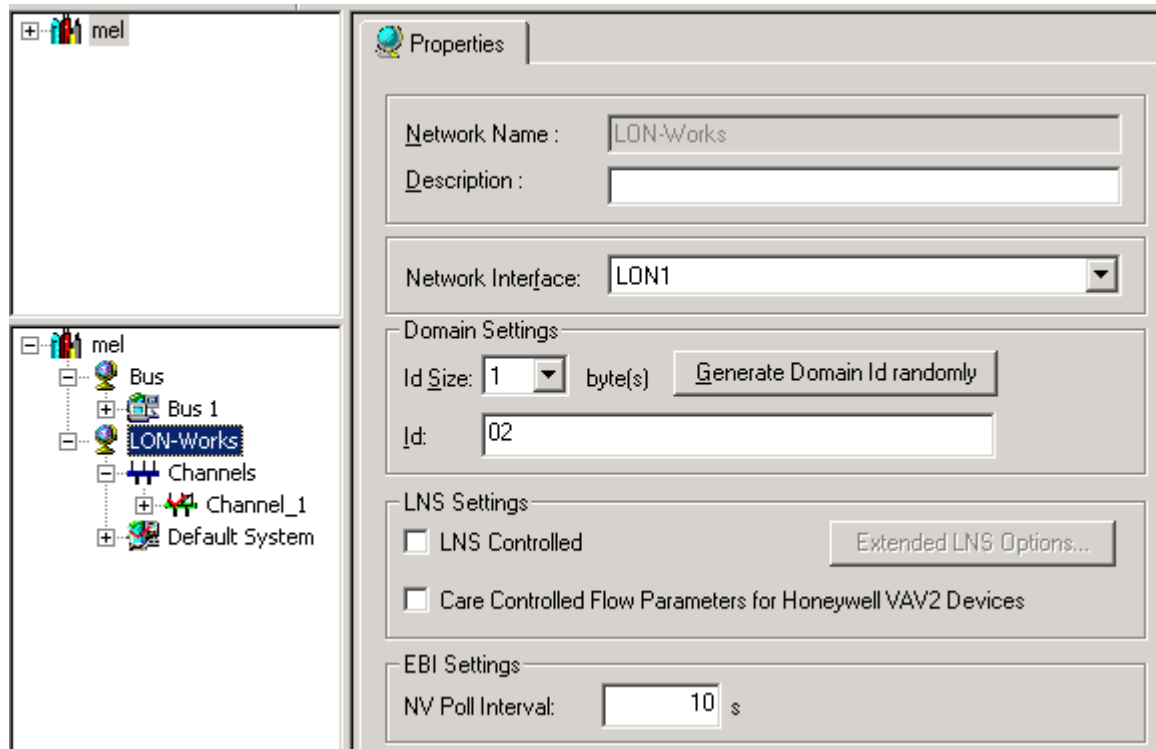 mel
mel
Bus
Bus 1
LON-Works
Channels
Channel_1
Default System
Properties
Network Name : LON-Works
Description :
Network Interface: LON1
Domain Settings
Id Size: 1 byte(s) Generate Domain Id randomly
Id: 02
LNS Settings
LNS Controlled Extended LNS Options...
Care Controlled Flow Parameters for Honeywell VAV2 Devices
EBI Settings
NV Poll Interval: 10 s